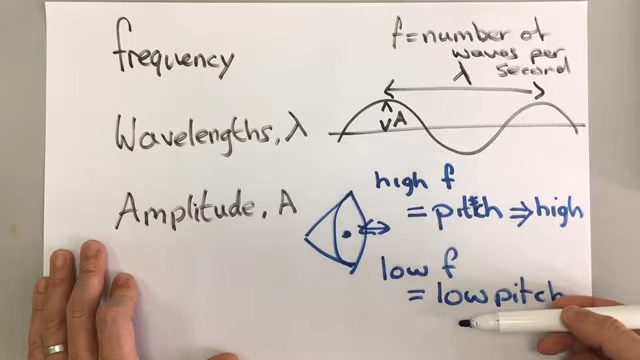 frequency
f = number of
waves per
second
λ
Wavelengths, λ
A
Amplitude, A
high f
= pitch ⇒ high
low f
= low pitch